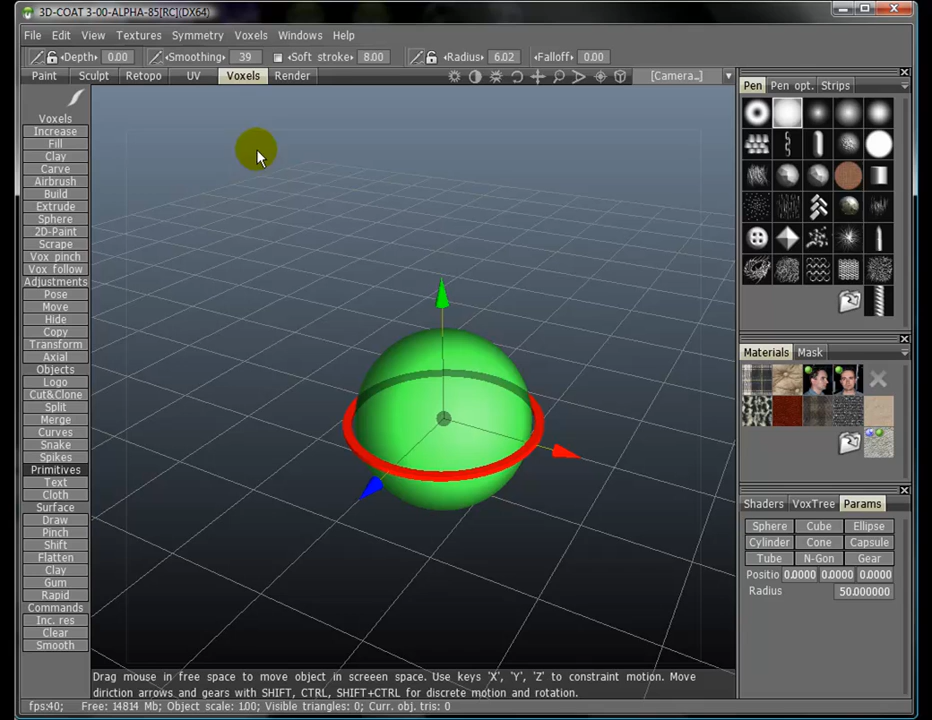 3D-COAT 3-00-ALPHA-85[RC](DX64)
File Edit View Textures Symmetry Voxels Windows Help
Depth: 0.00 Smoothing: 39 Soft stroke: 8.00 Radius: 6.02 Falloff: 0.00
Paint Sculpt Retopo UV Voxels Render [Camera...]
Voxels
Increase
Fill
Clay
Carve
Airbrush
Build
Extrude
Sphere
2D-Paint
Scrape
Vox pinch
Vox follow
Adjustments
Pose
Move
Hide
Copy
Transform
Axial
Objects
Logo
Cut&Clone
Split
Merge
Curves
Snake
Spikes
Primitives
Text
Cloth
Surface
Draw
Pinch
Shift
Flatten
Clay
Gum
Rapid
Commands
Inc. res
Clear
Smooth
Pen Pen opt. Strips
Materials Mask
Shaders VoxTree Params
Sphere Cube Ellipse
Cylinder Cone Capsule
Tube N-Gon Gear
Positio 0.0000 0.0000 0.0000
Radius 50.000000
Drag mouse in free space to move object in screeen space. Use keys 'X', 'Y', 'Z' to constraint motion. Move
diriction arrows and gears with SHIFT, CTRL, SHIFT+CTRL for discrete motion and rotation.
fps:40; Free: 14814 Mb; Object scale: 1.00; Visible triangles: 0; Curr. obj. tris: 0